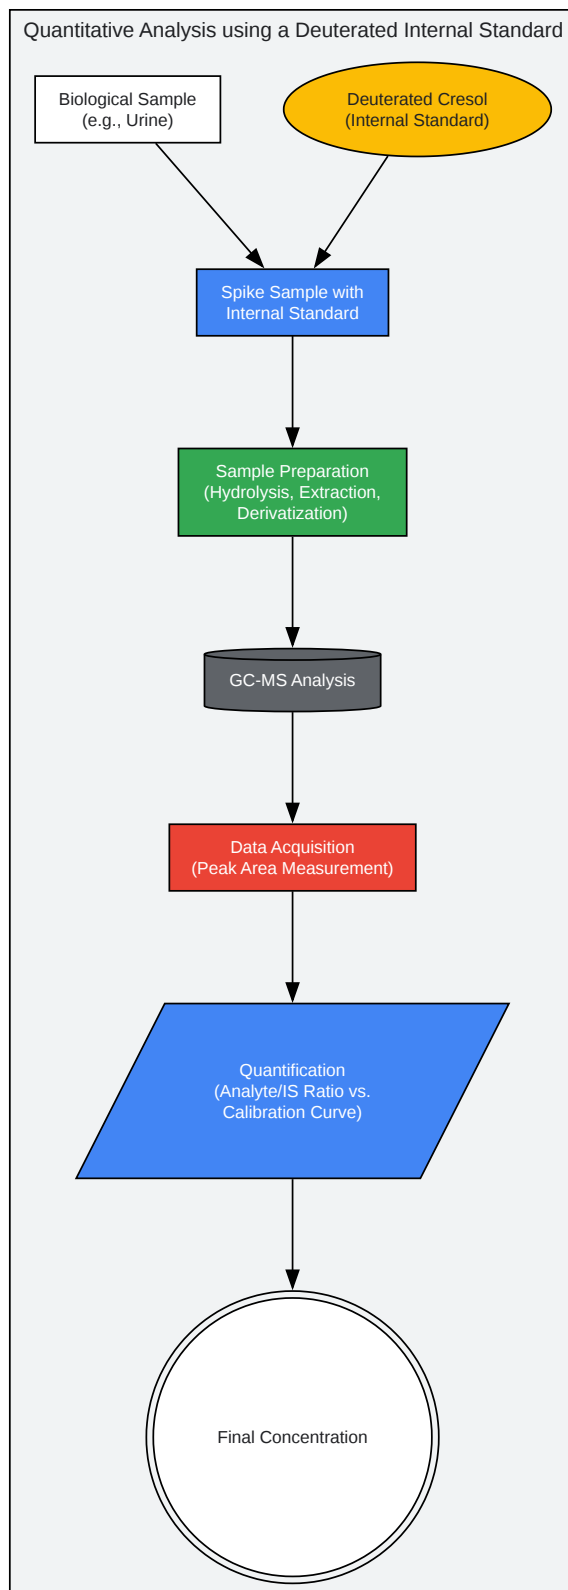 Quantitative Analysis using a Deuterated Internal Standard
Biological Sample
(e.g., Urine)
Deuterated Cresol
(Internal Standard)
Spike Sample with
Internal Standard
Sample Preparation
(Hydrolysis, Extraction,
Derivatization)
GC-MS Analysis
Data Acquisition
(Peak Area Measurement)
Quantification
(Analyte/IS Ratio vs.
Calibration Curve)
Final Concentration